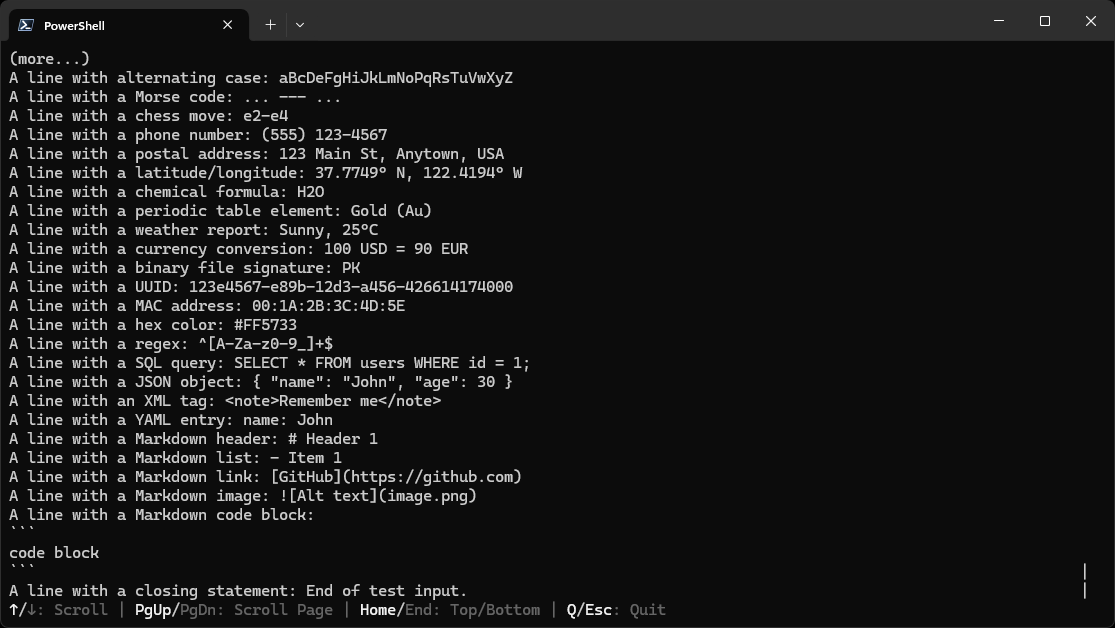 PowerShell
(more...)
A line with alternating case: aBcDeFgHiJkLmNoPqRsTuVwXyZ
A line with a Morse code: ... --- ...
A line with a chess move: e2-e4
A line with a phone number: (555) 123-4567
A line with a postal address: 123 Main St, Anytown, USA
A line with a latitude/longitude: 37.7749° N, 122.4194° W
A line with a chemical formula: H2O
A line with a periodic table element: Gold (Au)
A line with a weather report: Sunny, 25°C
A line with a currency conversion: 100 USD = 90 EUR
A line with a binary file signature: PK
A line with a UUID: 123e4567-e89b-12d3-a456-426614174000
A line with a MAC address: 00:1A:2B:3C:4D:5E
A line with a hex color: #FF5733
A line with a regex: ^[A-Za-z0-9_]+$
A line with a SQL query: SELECT * FROM users WHERE id = 1;
A line with a JSON object: { "name": "John", "age": 30 }
A line with an XML tag: <note>Remember me</note>
A line with a YAML entry: name: John
A line with a Markdown header: # Header 1
A line with a Markdown list: - Item 1
A line with a Markdown link: [GitHub](https://github.com)
A line with a Markdown image: ![Alt text](image.png)
A line with a Markdown code block:
```
code block
```
A line with a closing statement: End of test input.
↑/↓: Scroll | PgUp/PgDn: Scroll Page | Home/End: Top/Bottom | Q/Esc: Quit